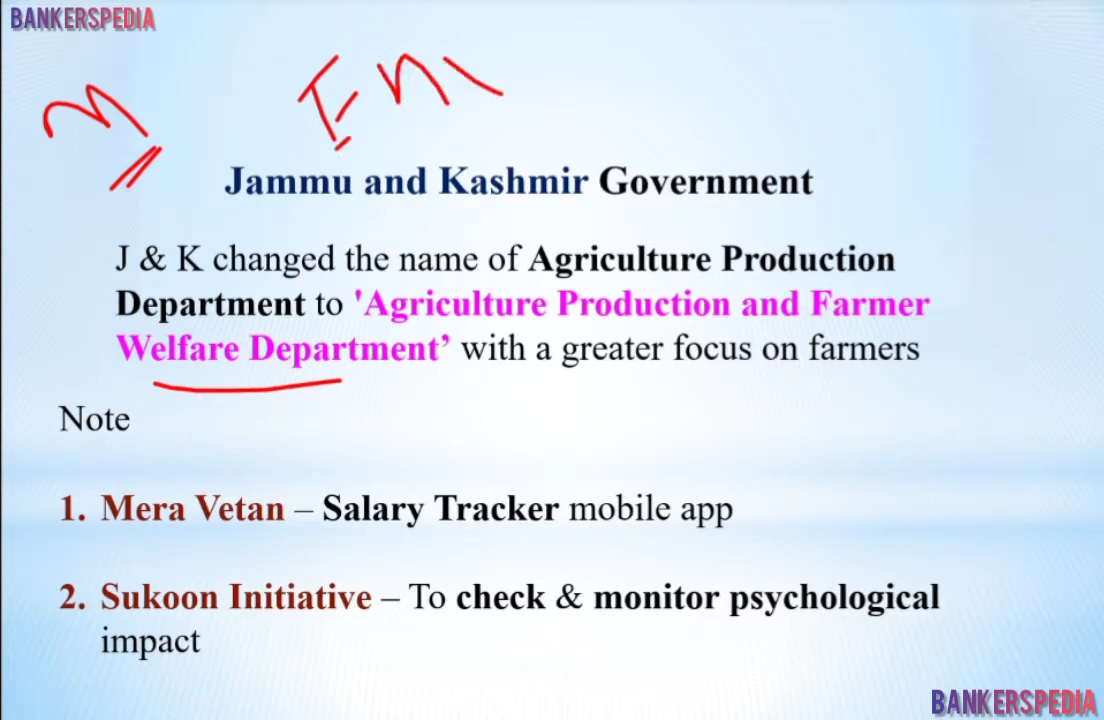 BANKERSPEDIA
Jammu and Kashmir Government
J & K changed the name of Agriculture Production
Department to 'Agriculture Production and Farmer
Welfare Department’ with a greater focus on farmers
Note
1. Mera Vetan – Salary Tracker mobile app
2. Sukoon Initiative – To check & monitor psychological
impact
BANKERSPEDIA